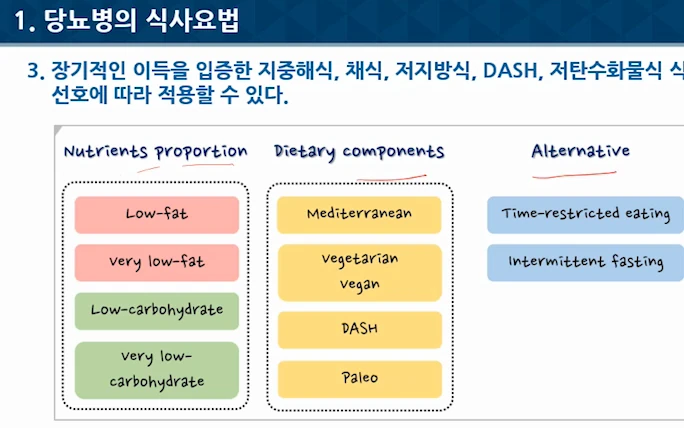 1. 당뇨병의 식사요법
3. 장기적인 이득을 입증한 지중해식, 채식, 저지방식, DASH, 저탄수화물식
선호에 따라 적용할 수 있다.
Nutrients proportion
Low-fat
Very low-fat
Low-carbohydrate
Very low-
carbohydrate
Dietary components
Mediterranean
Vegetarian
Vegan
DASH
Paleo
Alternative
Time-restricted eating
Intermittent fasting